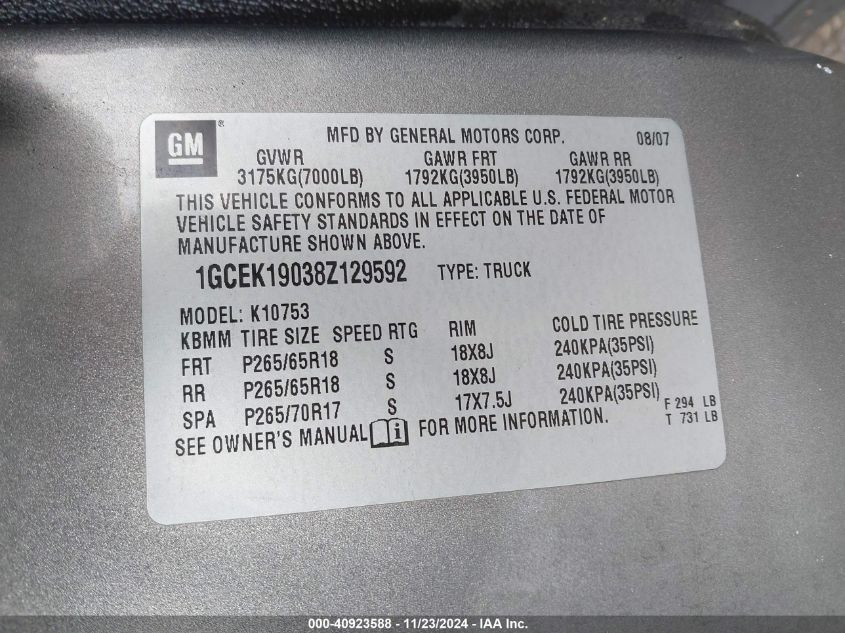 GM ® MFD BY GENERAL MOTORS CORP. 08/07
GVWR GAWR FRT GAWR RR
3175KG(7000LB) 1792KG(3950LB) 1792KG(3950LB)
THIS VEHICLE CONFORMS TO ALL APPLICABLE U.S. FEDERAL MOTOR
VEHICLE SAFETY STANDARDS IN EFFECT ON THE DATE OF
MANUFACTURE SHOWN ABOVE.
1GCEK19038Z129592 TYPE: TRUCK
MODEL: K10753
KBMM TIRE SIZE SPEED RTG RIM COLD TIRE PRESSURE
FRT P265/65R18 S 18X8J 240KPA(35PSI)
RR P265/65R18 S 18X8J 240KPA(35PSI)
SPA P265/70R17 S 17X7.5J 240KPA(35PSI)
SEE OWNER'S MANUAL i FOR MORE INFORMATION.
F 294 LB
T 731 LB
000-40923588 - 11/23/2024 - IAA Inc.